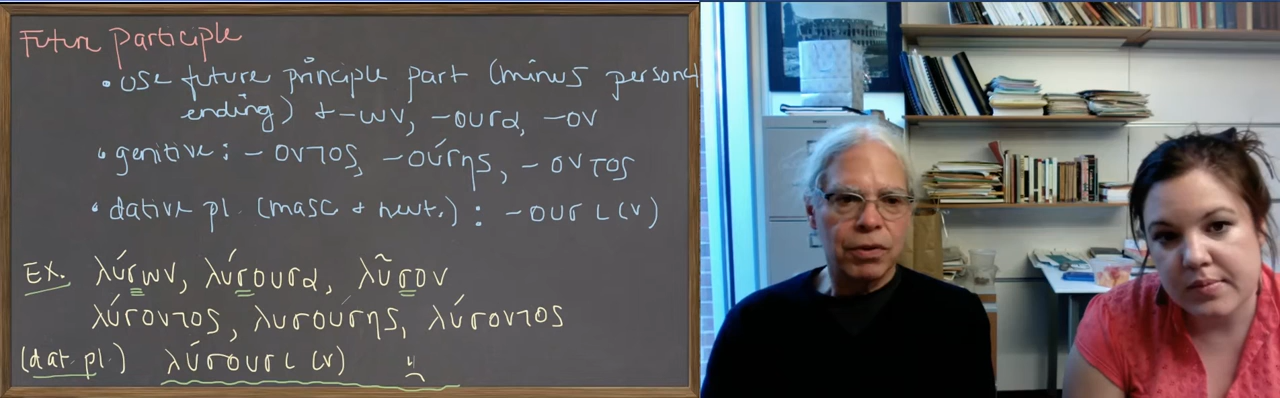 Future Participle
• use future principle part (minus personal
ending) + -ων, -ουσα, -ον
• genitive: -οντος, -ούσης, -οντος
• dative pl. (masc + neut.): -ουσι(ν)
EX. λύσων, λύσουσα, λῦσον
λύσοντος, λυσούσης, λύσοντος
(dat. pl.) λύσουσι (ν)